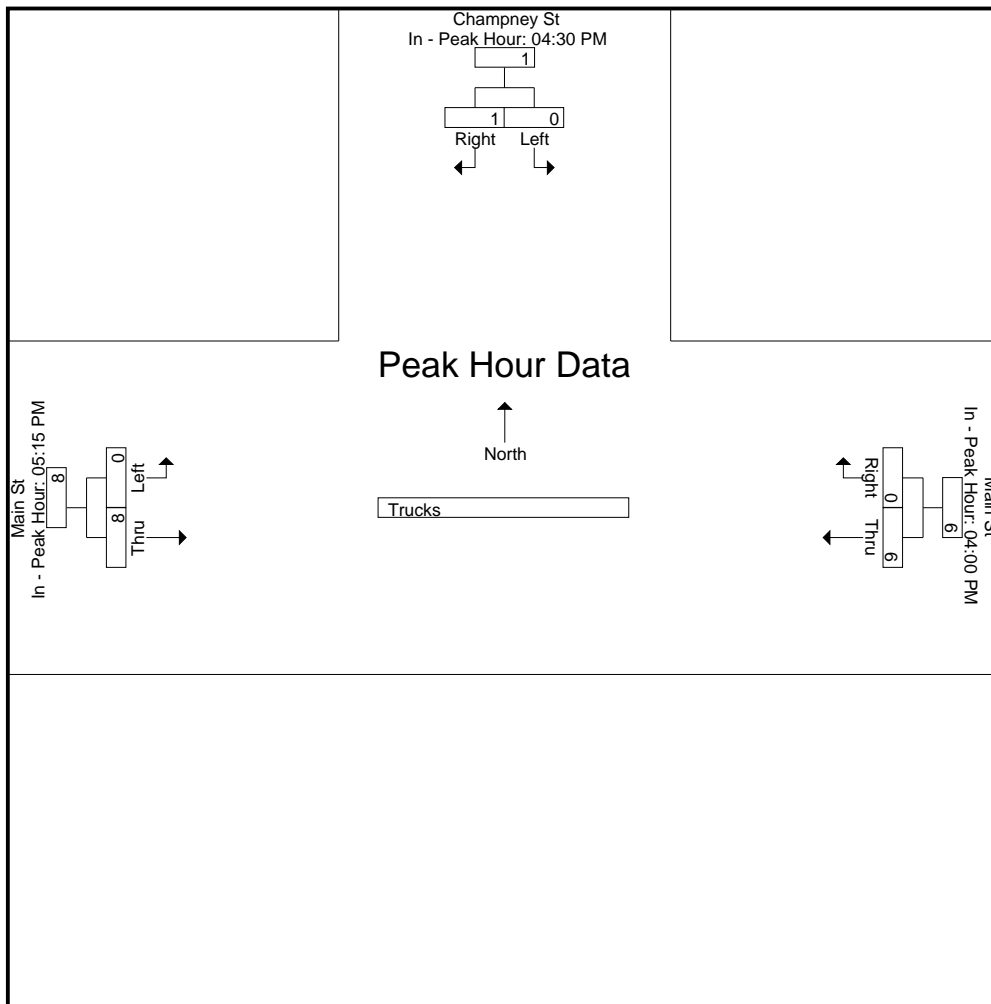 Champney St
In - Peak Hour: 04:30 PM
1
1 0
Right Left
Peak Hour Data
North
Trucks
Main St
In - Peak Hour: 05:15 PM
8
0
8
Left
Thru
Main St
In - Peak Hour: 04:00 PM
6
0
6
Right
Thru